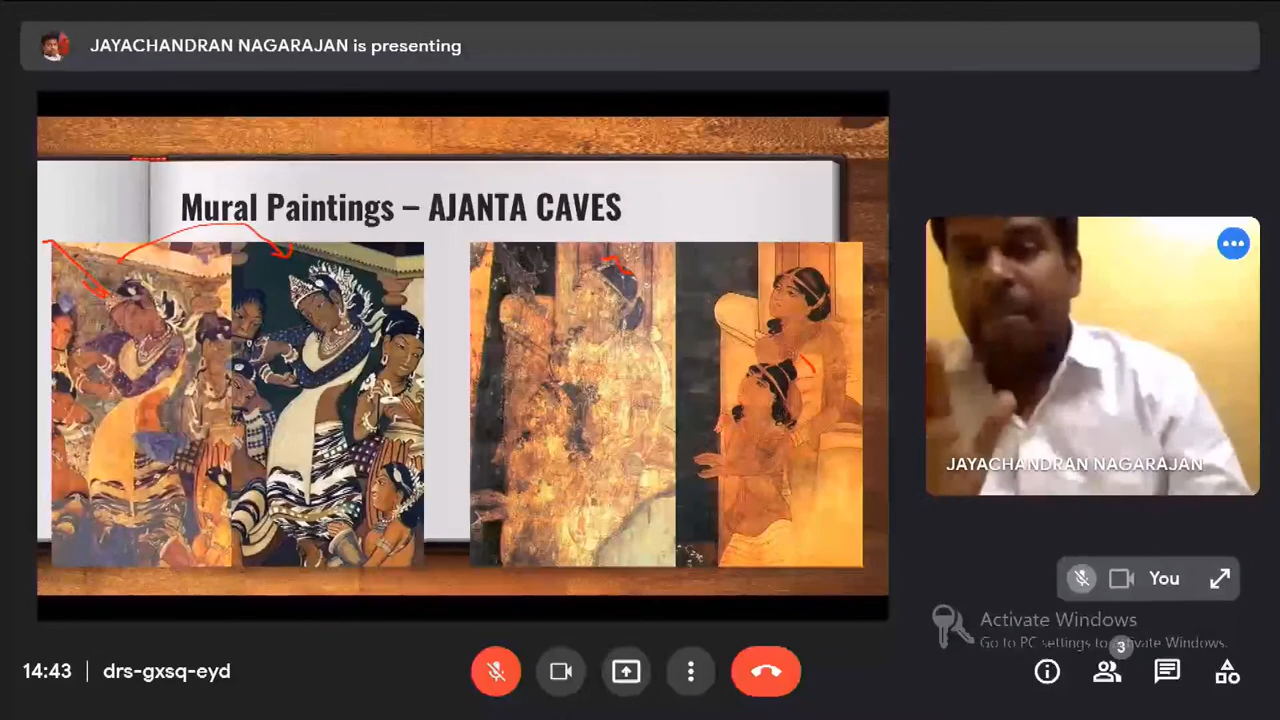 JAYACHANDRAN NAGARAJAN is presenting
Mural Paintings – AJANTA CAVES
JAYACHANDRAN NAGARAJAN
You
Activate Windows
Go to PC settings to activate Windows.
3
14:43 | drs-gxsq-eyd